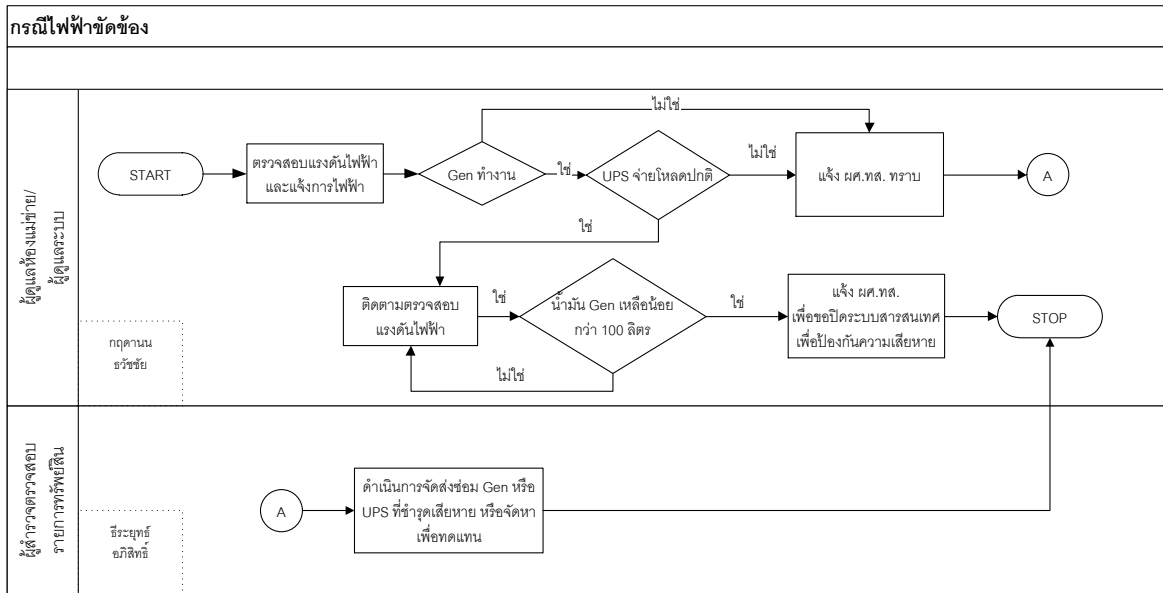 กรณีไฟฟ้าขัดข้อง
ผู้ดูแลห้องแม่ข่าย/
ผู้ดูแลระบบ
กฤดานน
ธวัชชัย
START
ตรวจสอบแรงดันไฟฟ้า
และแจ้งการไฟฟ้า
Gen ทำงาน
ไม่ใช่
ใช่
UPS จ่ายโหลดปกติ
ไม่ใช่
แจ้ง ผศ.ทส. ทราบ
A
ใช่
ติดตามตรวจสอบ
แรงดันไฟฟ้า
ใช่
น้ำมัน Gen เหลือน้อย
กว่า 100 ลิตร
ไม่ใช่
ใช่
แจ้ง ผศ.ทส.
เพื่อขอปิดระบบสารสนเทศ
เพื่อป้องกันความเสียหาย
STOP
ผู้สำรวจตรวจสอบ
รายการทรัพย์สิน
ธีระยุทธ์
อภิสิทธิ์
A
ดำเนินการจัดส่งซ่อม Gen หรือ
UPS ที่ชำรุดเสียหาย หรือจัดหา
เพื่อทดแทน